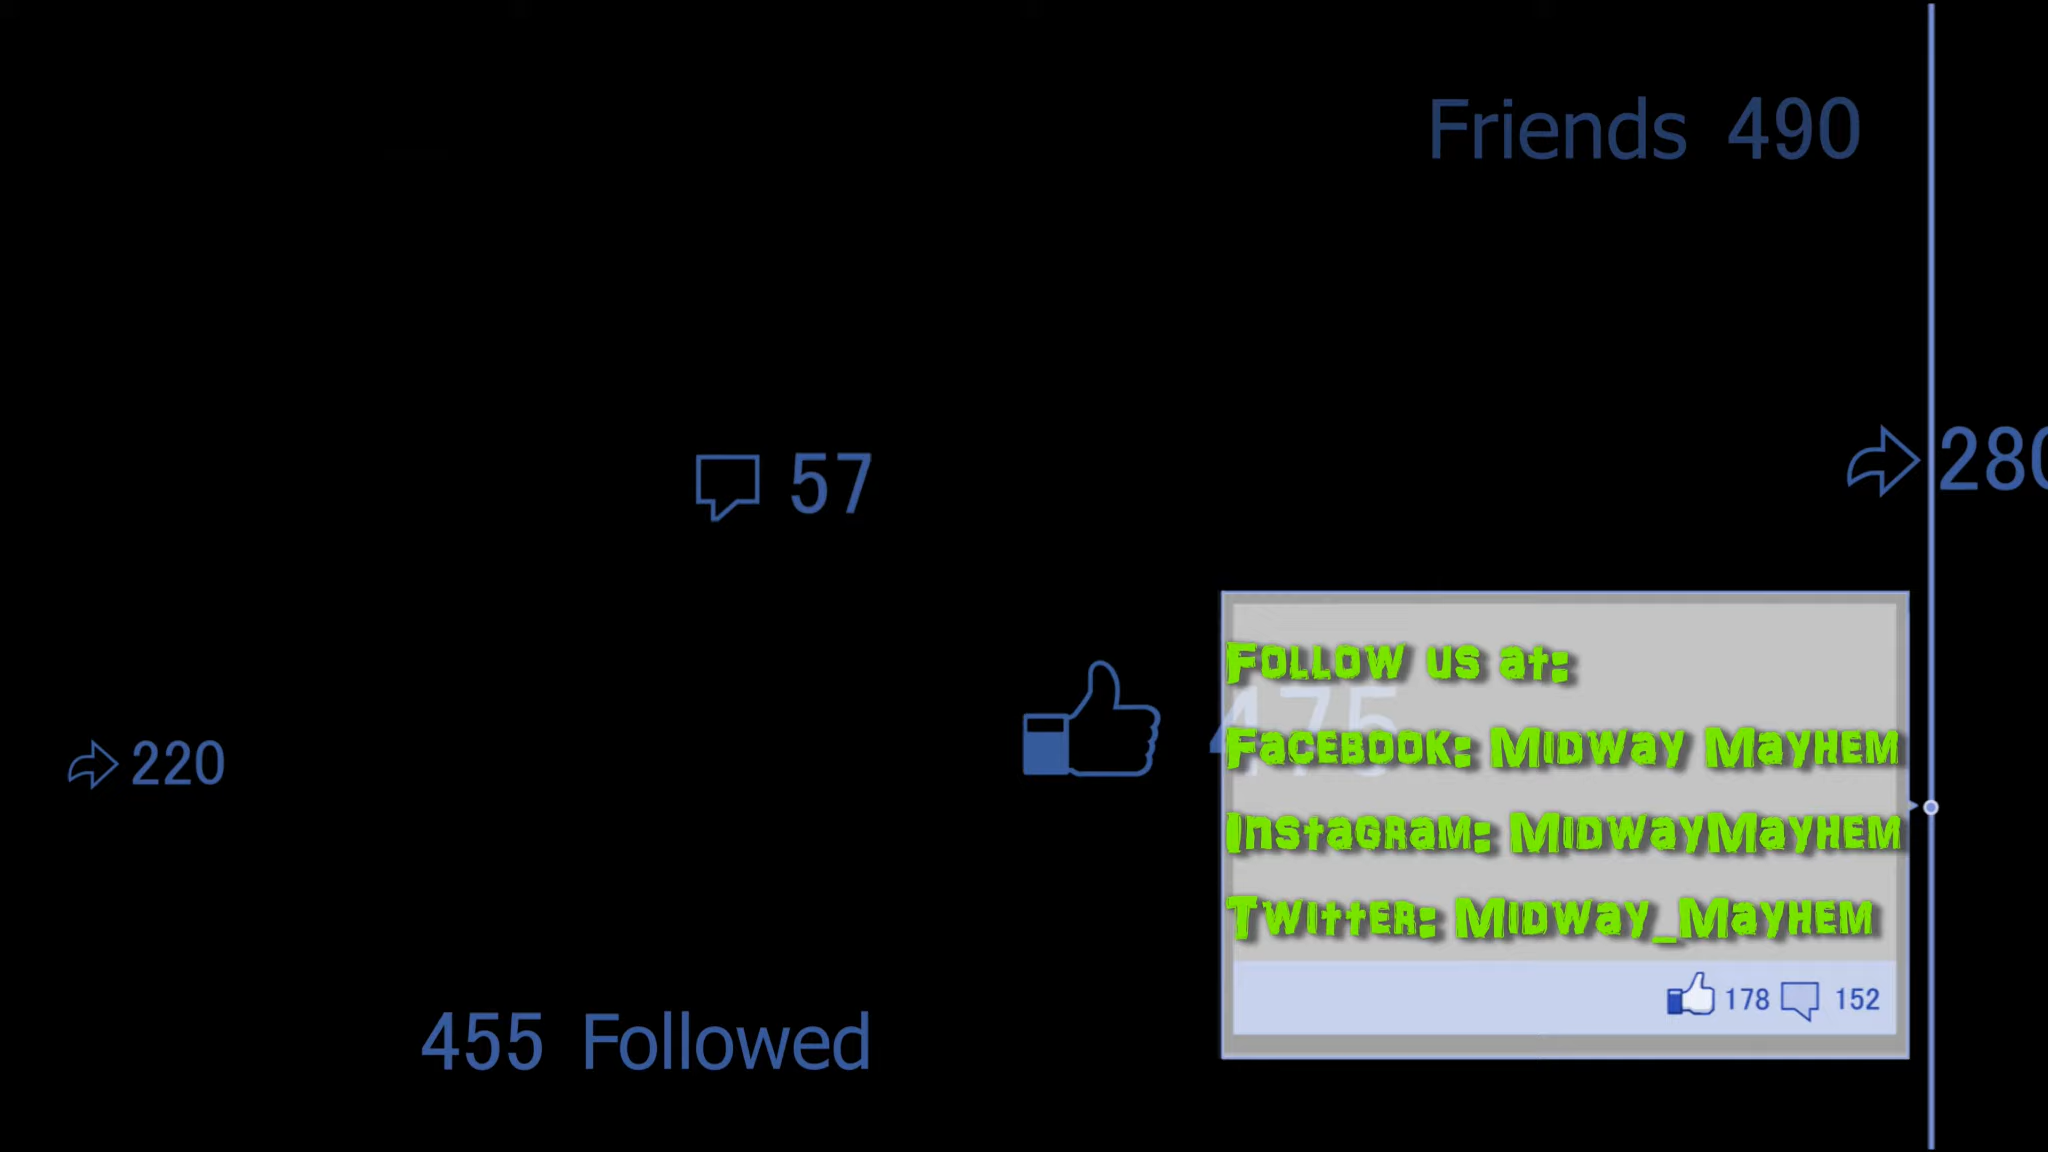 Friends 490
57
280
Follow us at:
475
Facebook: Midway Mayhem
Instagram: MidwayMayhem
220
Twitter: Midway_Mayhem
178 152
455 Followed